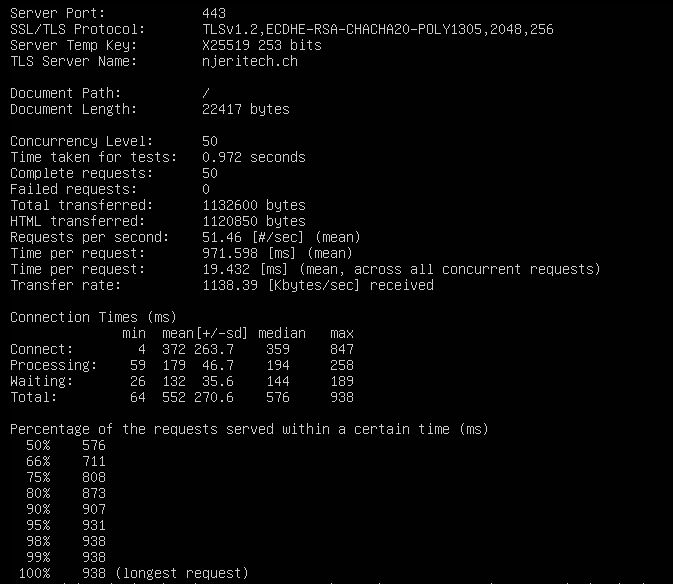 Server Port: 443
SSL/TLS Protocol: TLSv1.2,ECDHE-RSA-CHACHA20-POLY1305,2048,256
Server Temp Key: X25519 253 bits
TLS Server Name: njeritech.ch
Document Path: /
Document Length: 22417 bytes
Concurrency Level: 50
Time taken for tests: 0.972 seconds
Complete requests: 50
Failed requests: 0
Total transferred: 1132600 bytes
HTML transferred: 1120850 bytes
Requests per second: 51.46 [#/sec] (mean)
Time per request: 971.598 [ms] (mean)
Time per request: 19.432 [ms] (mean, across all concurrent requests)
Transfer rate: 1138.39 [Kbytes/sec] received
Connection Times (ms)
min mean[+/-sd] median max
Connect: 4 372 263.7 359 847
Processing: 59 179 46.7 194 258
Waiting: 26 132 35.6 144 189
Total: 64 552 270.6 576 938
Percentage of the requests served within a certain time (ms)
50% 576
66% 711
75% 808
80% 873
90% 907
95% 931
98% 938
99% 938
100% 938 (longest request)